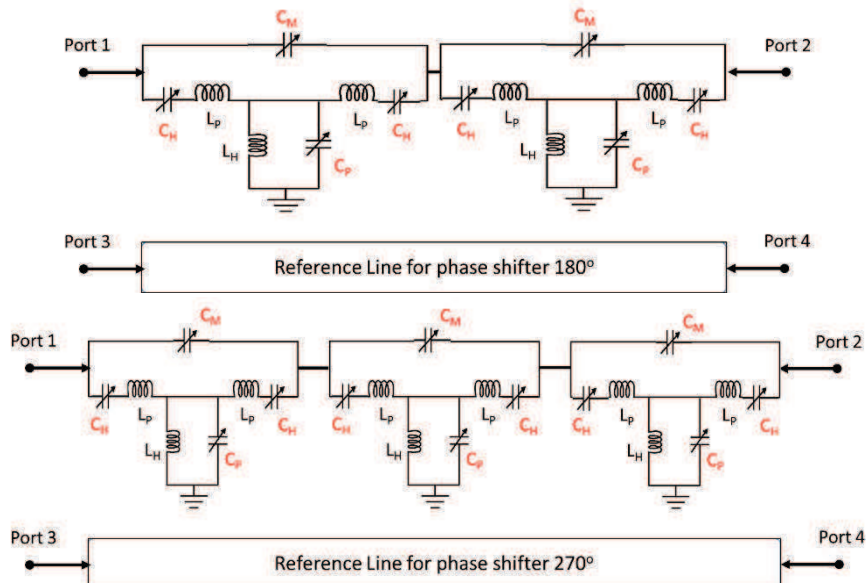 C_M C_M
Port 1 Port 2
C_H L_P L_P C_H C_H L_P L_P C_H
L_H C_P L_H C_P
Port 3 Port 4
Reference Line for phase shifter 180°
C_M C_M C_M
Port 1 Port 2
C_H L_P L_P C_H C_H L_P L_P C_H C_H L_P L_P C_H
L_H C_P L_H C_P L_H C_P
Port 3 Port 4
Reference Line for phase shifter 270°